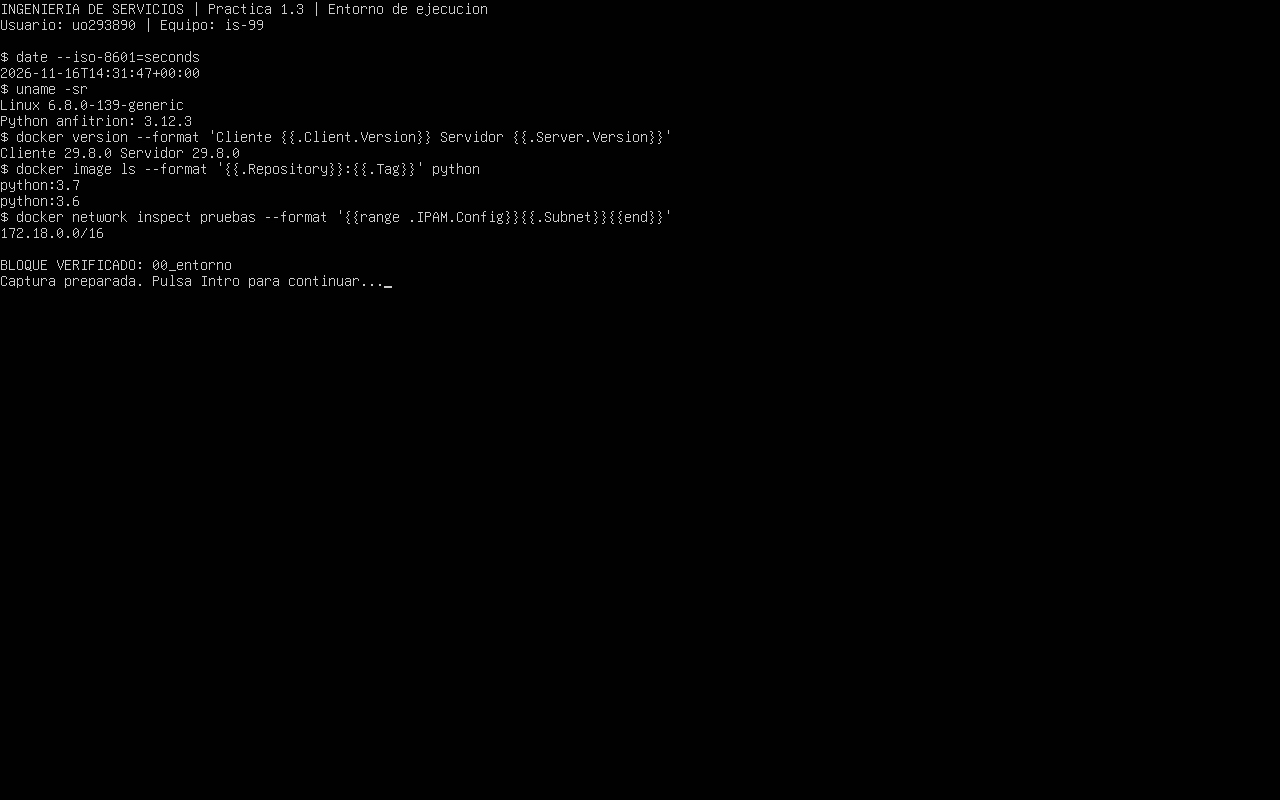 INGENIERIA DE SERVICIOS | Practica 1.3 | Entorno de ejecucion
Usuario: uo293890 | Equipo: is-99
$ date --iso-8601=seconds
2026-11-16T14:31:47+00:00
$ uname -sr
Linux 6.8.0-139-generic
Python anfitrion: 3.12.3
$ docker version --format 'Cliente {{.Client.Version}} Servidor {{.Server.Version}}'
Cliente 29.8.0 Servidor 29.8.0
$ docker image ls --format '{{.Repository}}:{{.Tag}}' python
python:3.7
python:3.6
$ docker network inspect pruebas --format '{{range .IPAM.Config}}{{.Subnet}}{{end}}'
172.18.0.0/16
BLOQUE VERIFICADO: 00_entorno
Captura preparada. Pulsa Intro para continuar..._